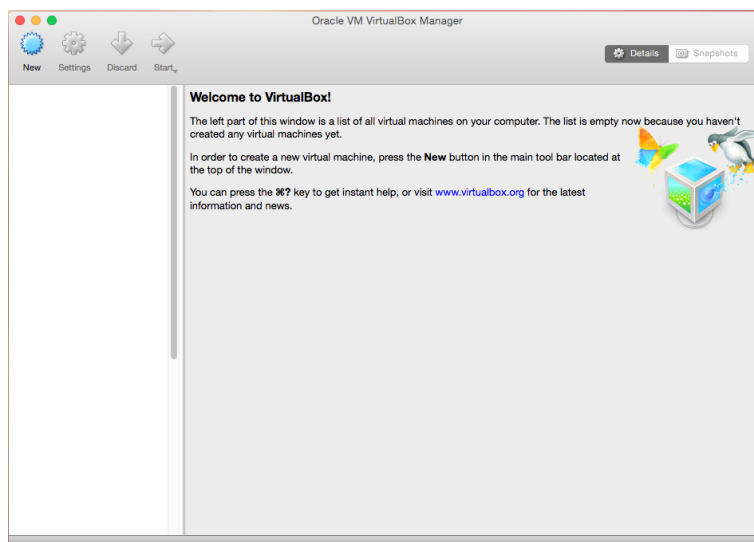 Oracle VM VirtualBox Manager
New Settings Discard Start
Details Snapshots
Welcome to VirtualBox!
The left part of this window is a list of all virtual machines on your computer. The list is empty now because you haven't
created any virtual machines yet.
In order to create a new virtual machine, press the New button in the main tool bar located at
the top of the window.
You can press the ⌘? key to get instant help, or visit www.virtualbox.org for the latest
information and news.